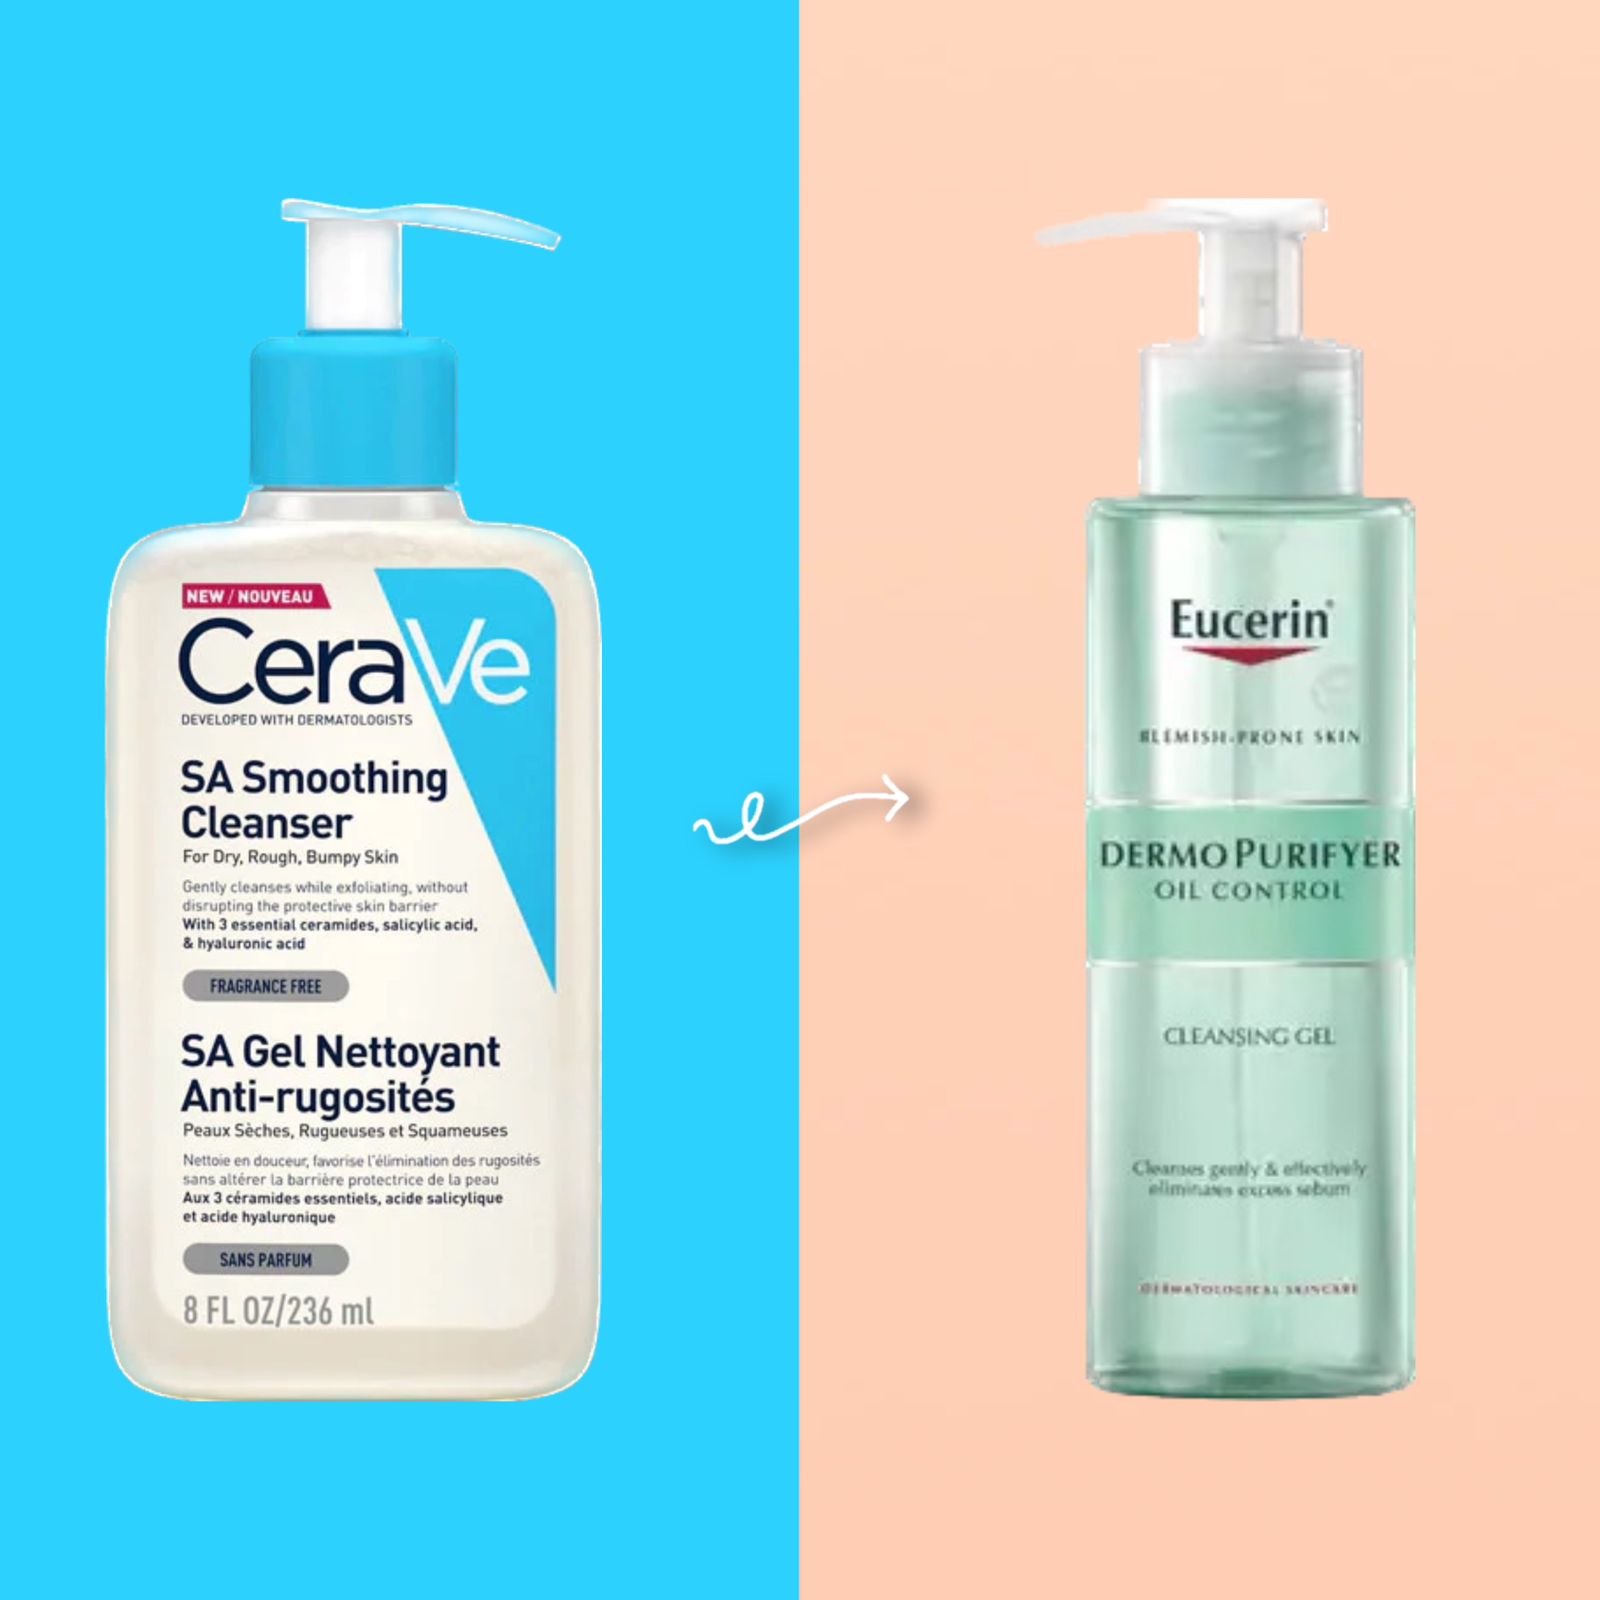 NEW / NOUVEAU
CeraVe
DEVELOPED WITH DERMATOLOGISTS
SA Smoothing
Cleanser
For Dry, Rough, Bumpy Skin
Gently cleanses while exfoliating, without
disrupting the protective skin barrier
With 3 essential ceramides, salicylic acid,
& hyaluronic acid
FRAGRANCE FREE
SA Gel Nettoyant
Anti-rugosités
Peaux Sèches, Rugueuses et Squameuses
Nettoie en douceur, favorise l'élimination des rugosités
sans altérer la barrière protectrice de la peau
Aux 3 céramides essentiels, acide salicylique
et acide hyaluronique
SANS PARFUM
8 FL OZ/236 ml
Eucerin®
BLEMISH-PRONE SKIN
DERMOPURIFYER
OIL CONTROL
CLEANSING GEL
Cleanses gently & effectively
eliminates excess sebum
DERMATOLOGICAL SKINCARE